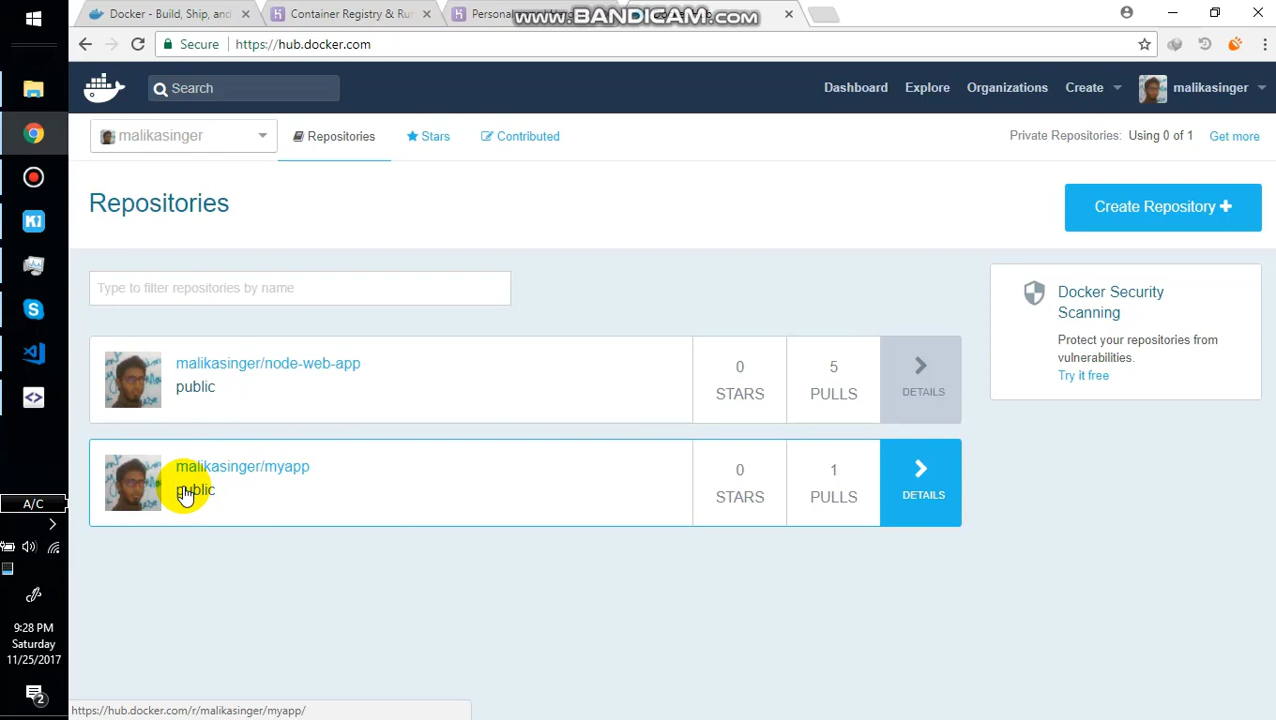 Docker - Build, Ship, and
Container Registry & Ru
Personal
www.BANDICAM.com
Secure
https://hub.docker.com
Search
Dashboard
Explore
Organizations
Create
malikasinger
malikasinger
Repositories
Stars
Contributed
Private Repositories: Using 0 of 1 Get more
Repositories
Create Repository +
Type to filter repositories by name
Docker Security
Scanning
Protect your repositories from
vulnerabilities.
Try it free
malikasinger/node-web-app
public
0
STARS
5
PULLS
DETAILS
malikasinger/myapp
public
0
STARS
1
PULLS
DETAILS
Ki
A/C
9:28 PM
Saturday
11/25/2017
2
https://hub.docker.com/r/malikasinger/myapp/